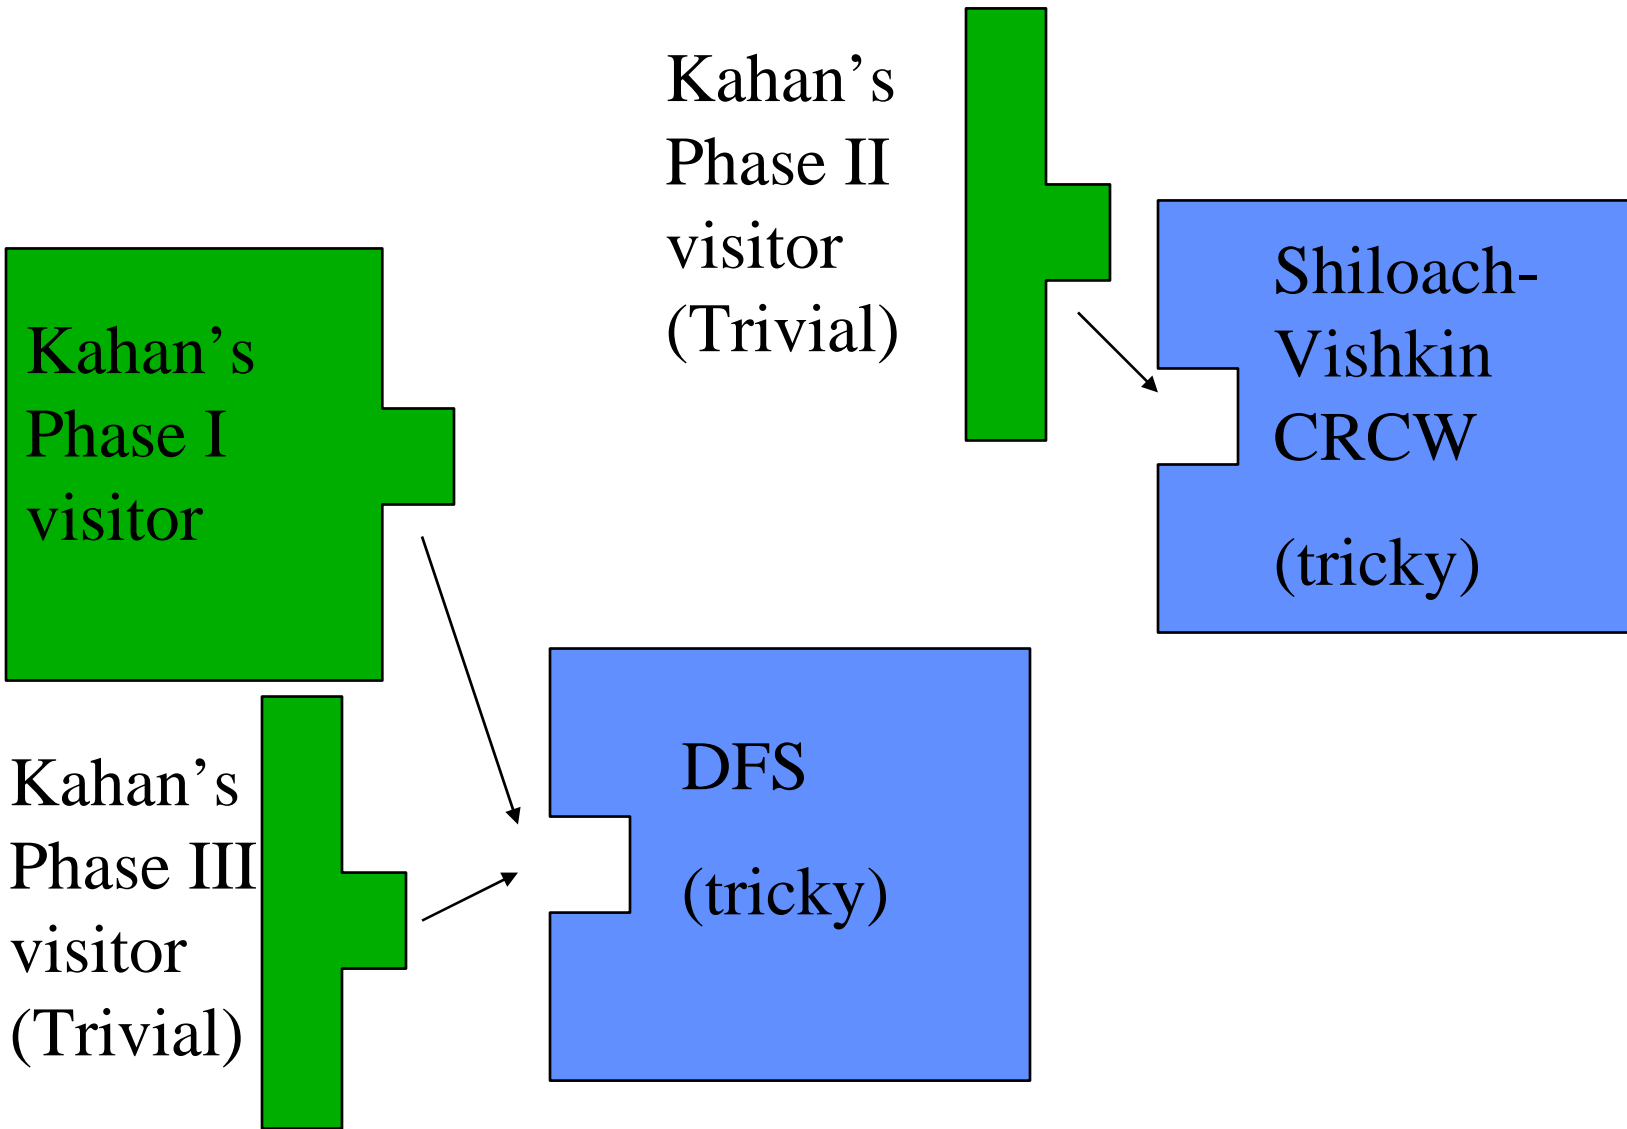 Kahan’s
Phase II
visitor
(Trivial)
Shiloach-
Vishkin
CRCW
(tricky)
Kahan’s
Phase I
visitor
Kahan’s
Phase III
visitor
(Trivial)
DFS
(tricky)